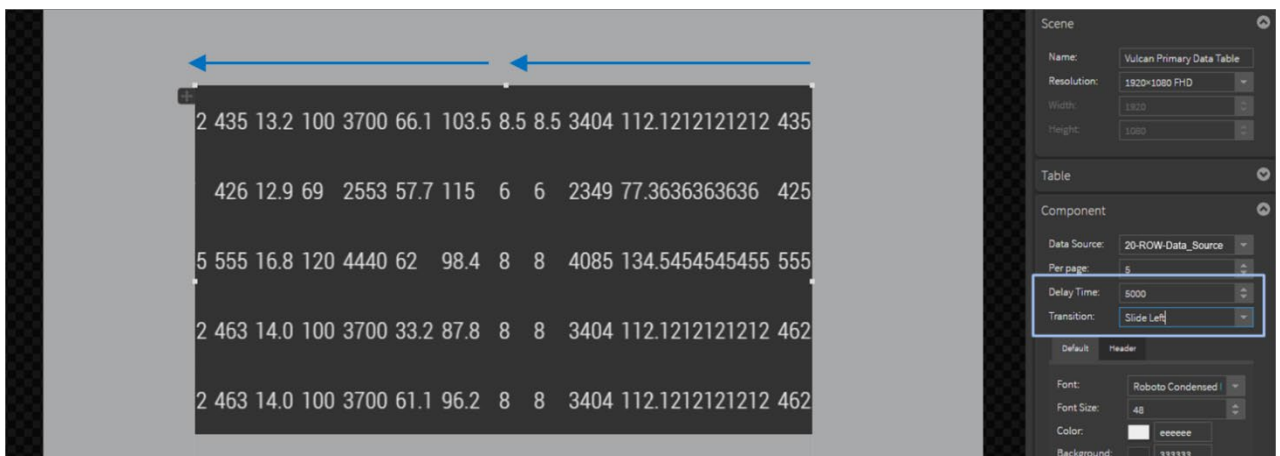 2 435 13.2 100 3700 66.1 103.5 8.5 8.5 3404 112.1212121212 435
426 12.9 69 2553 57.7 115 6 6 2349 77.3636363636 425
5 555 16.8 120 4440 62 98.4 8 8 4085 134.5454545455 555
2 463 14.0 100 3700 33.2 87.8 8 8 3404 112.1212121212 462
2 463 14.0 100 3700 61.1 96.2 8 8 3404 112.1212121212 462
Scene
Name: Vulcan Primary Data Table
Resolution: 1920×1080 FHD
Width: 1920
Height: 1080
Table
Component
Data Source: 20-ROW-Data_Source
Per page: 5
Delay Time: 5000
Transition: Slide Left
Default Header
Font: Roboto Condensed
Font Size: 48
Color: eeeeee
Background: 333333